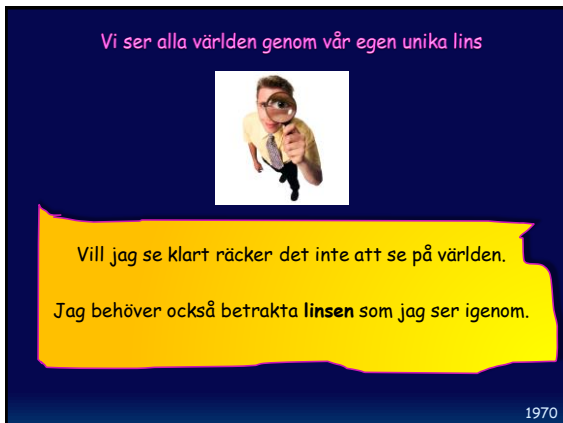 Vi ser alla världen genom vår egen unika lins
Vill jag se klart räcker det inte att se på världen.
Jag behöver också betrakta linsen som jag ser igenom.
1970